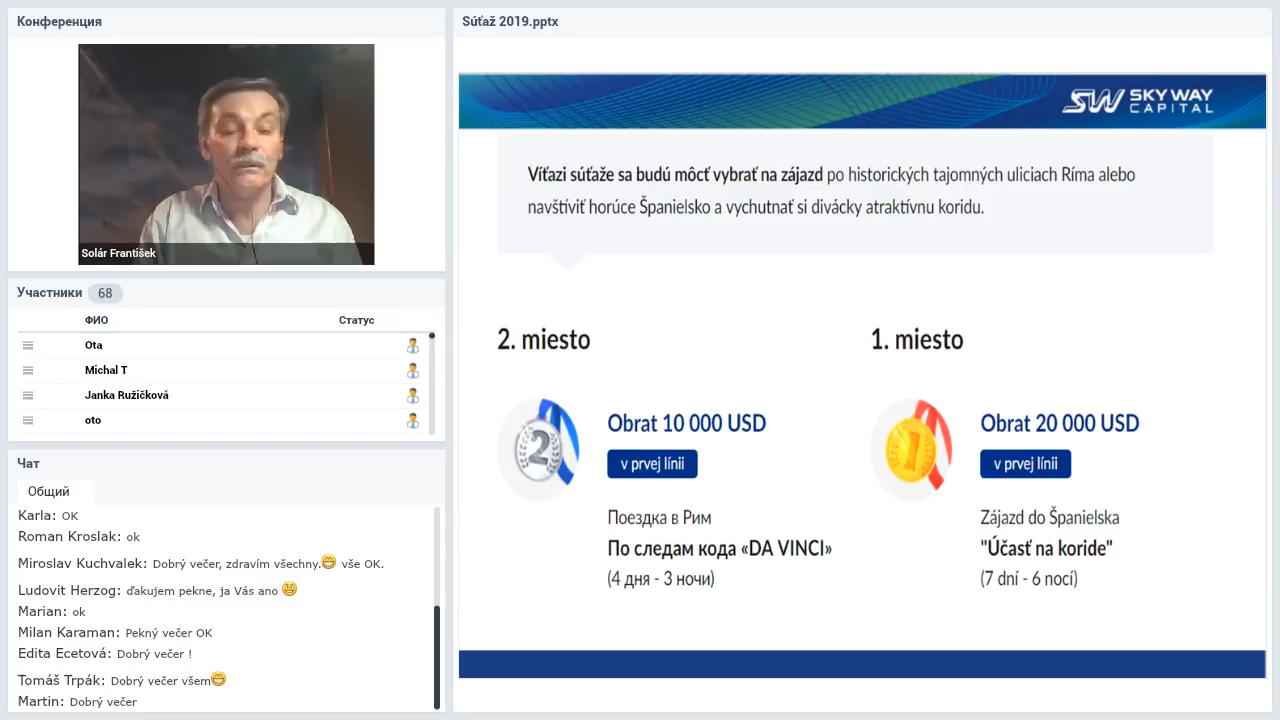 Конференция
Solár František
Участники 68
ФИО Статус
Ota
Michal T
Janka Ružičková
oto
Чат
Общий
Karla: OK
Roman Kroslak: ok
Miroslav Kuchvalek: Dobrý večer, zdravím všechny. vše OK.
Ludovit Herzog: ďakujem pekne, ja Vás ano
Marian: ok
Milan Karaman: Pekný večer OK
Edita Ecetová: Dobrý večer !
Tomáš Trpák: Dobrý večer všem
Martin: Dobrý večer
Súťaž 2019.pptx
SW SKY WAY
CAPITAL
Víťazi súťaže sa budú môcť vybrať na zájazd po historických tajomných uliciach Ríma alebo
navštíviť horúce Španielsko a vychutnať si divácky atraktívnu koridu.
2. miesto
2
Obrat 10 000 USD
v prvej línii
Поездка в Рим
По следам кода «DA VINCI»
(4 дня - 3 ночи)
1. miesto
1
Obrat 20 000 USD
v prvej línii
Zájazd do Španielska
"Účasť na koride"
(7 dní - 6 nocí)